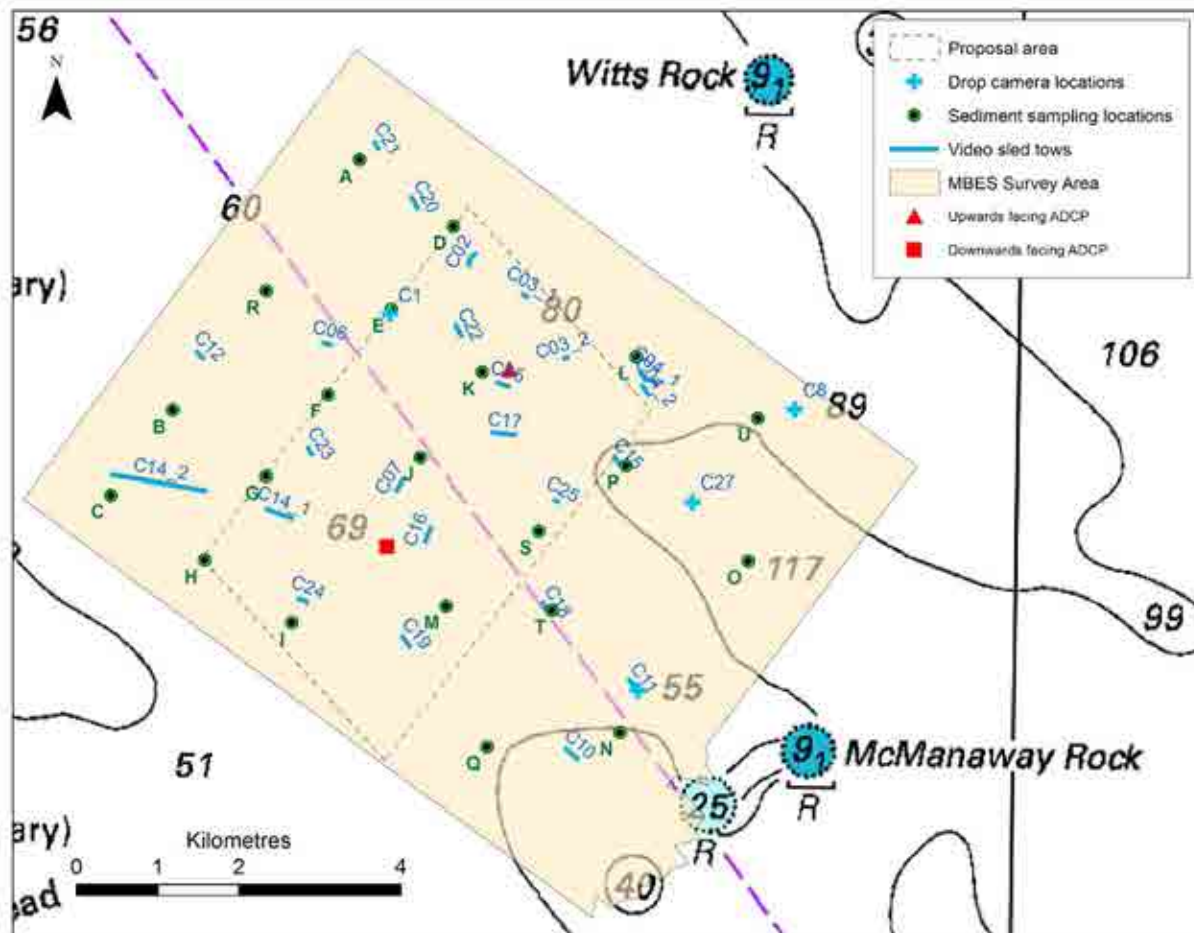 56
N
Witts Rock
9₁
R
Proposal area
Drop camera locations
Sediment sampling locations
Video sled tows
MBES Survey Area
Upwards facing ADCP
Downwards facing ADCP
C21
A
C20
60
D
C02
ary)
R
C03_
80
C1
E
C06
C22
C03_2
106
C12
K
L
C8
89
F
C17
U
B
C23
C15
P
J
C14_2
G
C07
C25
C27
C
C14_1
69
C16
S
H
O
117
C24
C18
99
I
M
T
C19
C11
55
N
C10
Q
51
9₁
McManaway Rock
R
25
R
ary)
Kilometres
0 1 2 4
40
ead